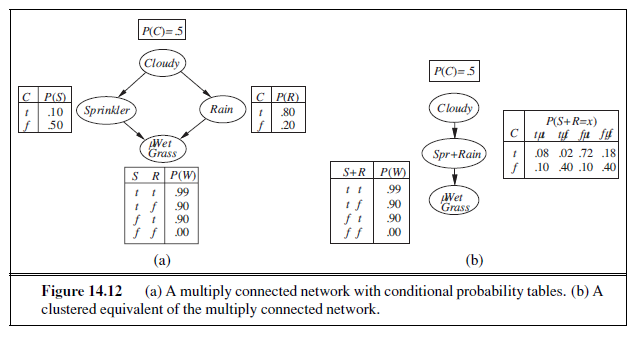 P(C)=.5
Cloudy
C P(S)
t .10
f .50
Sprinkler
Rain
C P(R)
t .80
f .20
Wet
Grass
S R P(W)
t t .99
t f .90
f t .90
f f .00
(a)
P(C)=.5
Cloudy
Spr+Rain
Wet
Grass
P(S+R=x)
C
t .08 .02 .72 .18
f .10 .40 .10 .40
S+R P(W)
t t .99
t f .90
f t .90
f f .00
(b)
Figure 14.12 (a) A multiply connected network with conditional probability tables. (b) A
clustered equivalent of the multiply connected network.